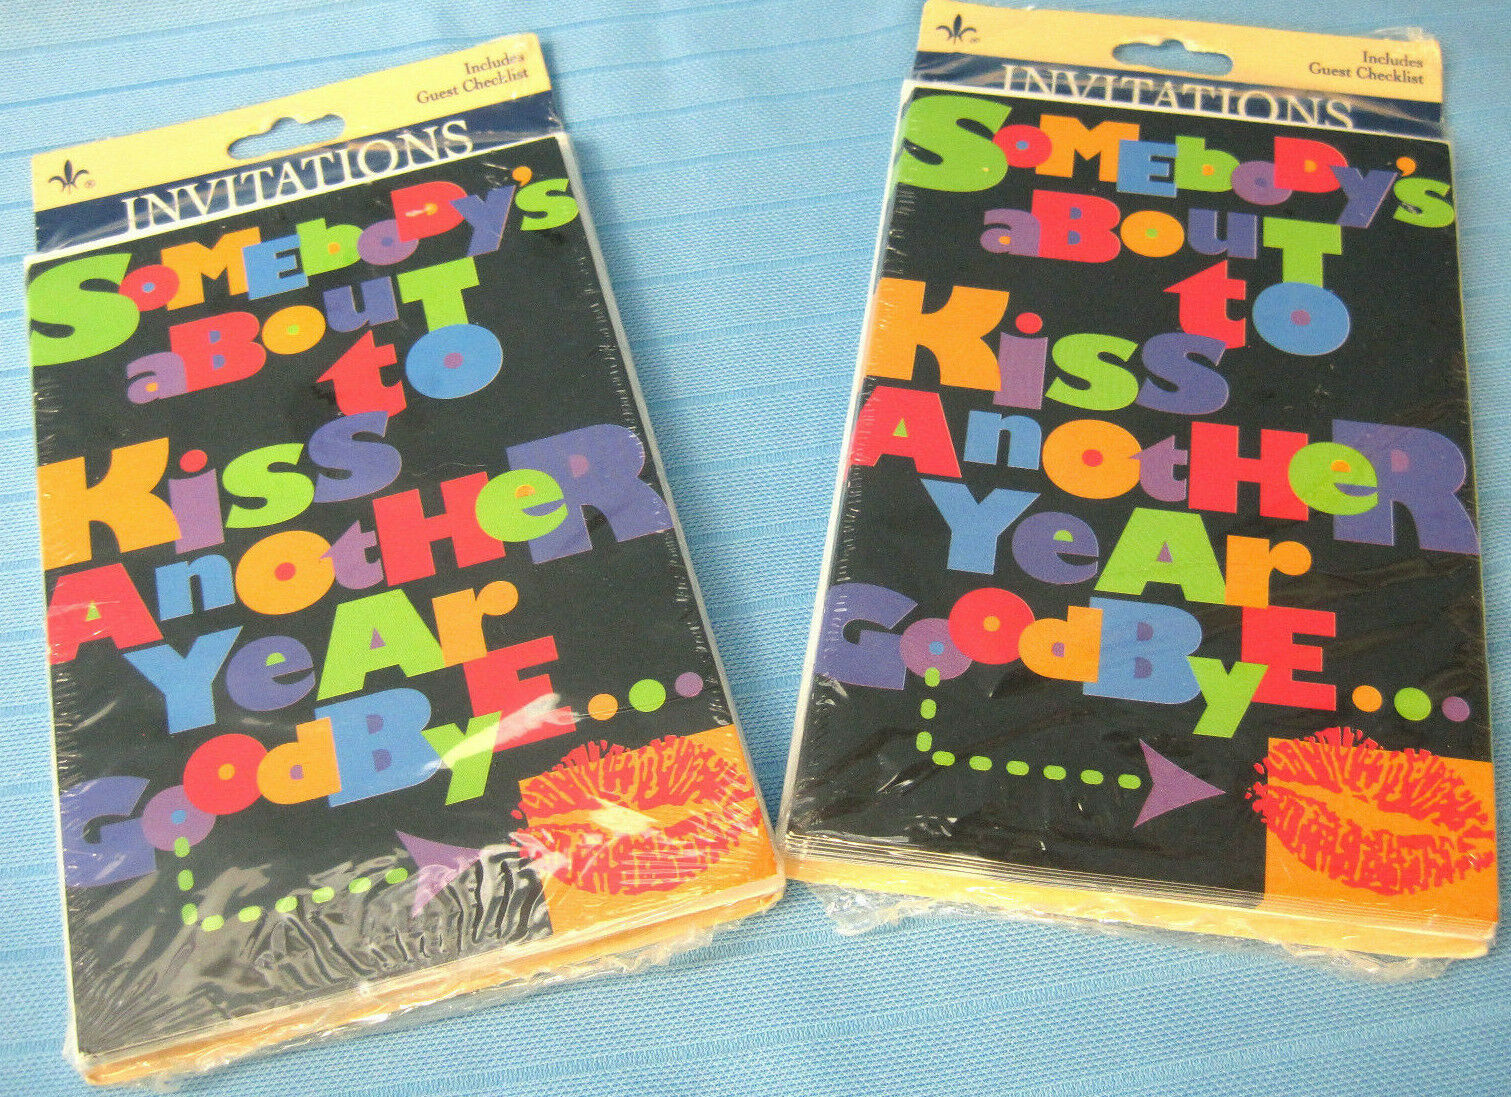 Includes
Guest Checklist
®
INVITATIONS
SoMEboDy's
aBouT
tO
KiSS
AnOtHeR
YeAr
GoodByE...
Includes
Guest Checklist
®
INVITATIONS
SoMEboDy's
aBouT
tO
KiSS
AnOtHeR
YeAr
GoodByE...